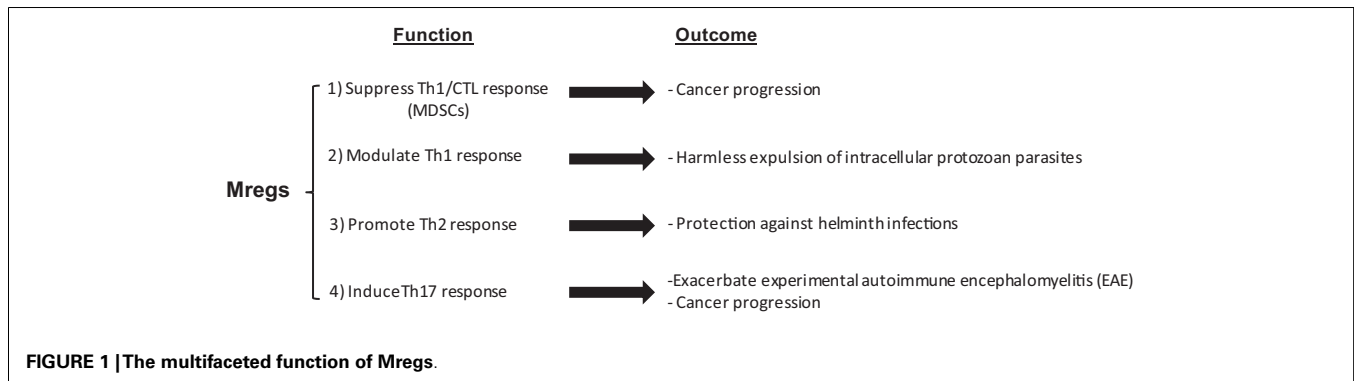 Function Outcome
1) Suppress Th1/CTL response - Cancer progression
(MDSCs)
2) Modulate Th1 response - Harmless expulsion of intracellular protozoan parasites
Mregs
3) Promote Th2 response - Protection against helminth infections
4) Induce Th17 response -Exacerbate experimental autoimmune encephalomyelitis (EAE)
- Cancer progression
FIGURE 1 | The multifaceted function of Mregs.